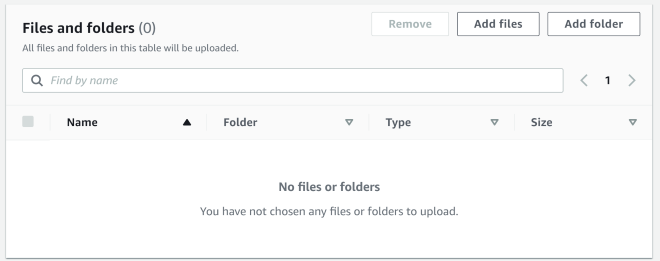 Files and folders (0)
Remove
Add files
Add folder
All files and folders in this table will be uploaded.
Find by name
1
Name
Folder
Type
Size
No files or folders
You have not chosen any files or folders to upload.